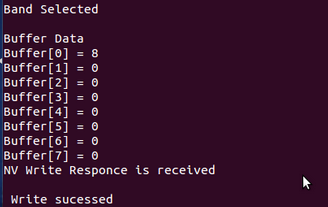 Band Selected
Buffer Data
Buffer[0] = 8
Buffer[1] = 0
Buffer[2] = 0
Buffer[3] = 0
Buffer[4] = 0
Buffer[5] = 0
Buffer[6] = 0
Buffer[7] = 0
NV Write Responce is received
Write sucessed